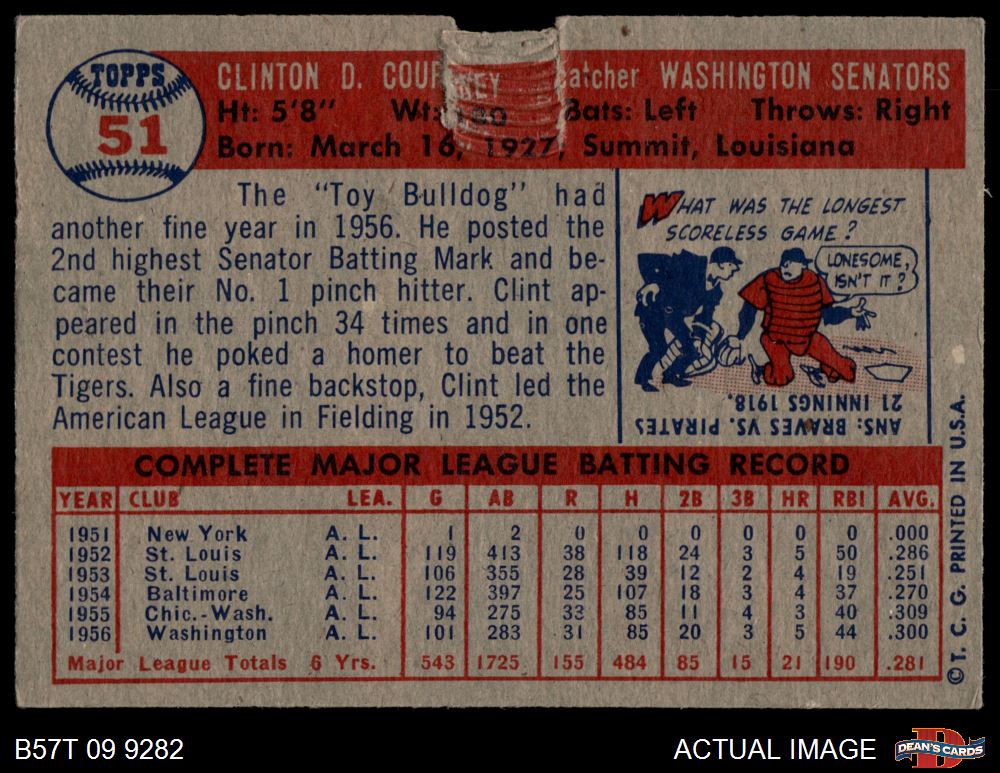 TOPPS
51
CLINTON D. COURTNEY Catcher WASHINGTON SENATORS
Ht: 5'8" Wt: 180 Bats: Left Throws: Right
Born: March 16, 1927, Summit, Louisiana
The "Toy Bulldog" had
another fine year in 1956. He posted the
2nd highest Senator Batting Mark and be-
came their No. 1 pinch hitter. Clint ap-
peared in the pinch 34 times and in one
contest he poked a homer to beat the
Tigers. Also a fine backstop, Clint led the
American League in Fielding in 1952.
WHAT WAS THE LONGEST
SCORELESS GAME?
LONESOME,
ISN'T IT?
ANS: BRAVES VS. PIRATES
21 INNINGS 1918.
COMPLETE MAJOR LEAGUE BATTING RECORD
YEAR CLUB LEA. G AB R H 2B 3B HR RBI AVG.
1951 New York A. L. 1 2 0 0 0 0 0 0 .000
1952 St. Louis A. L. 119 413 38 118 24 3 5 50 .286
1953 St. Louis A. L. 106 355 28 89 12 2 4 19 .251
1954 Baltimore A. L. 122 397 25 107 18 3 4 37 .270
1955 Chic.-Wash. A. L. 94 275 33 85 11 4 3 40 .309
1956 Washington A. L. 101 283 31 85 20 3 5 44 .300
Major League Totals 6 Yrs. 543 1725 155 484 85 15 21 190 .281
© T. C. G. PRINTED IN U.S.A.
B57T 09 9282
ACTUAL IMAGE
DEAN'S CARDS